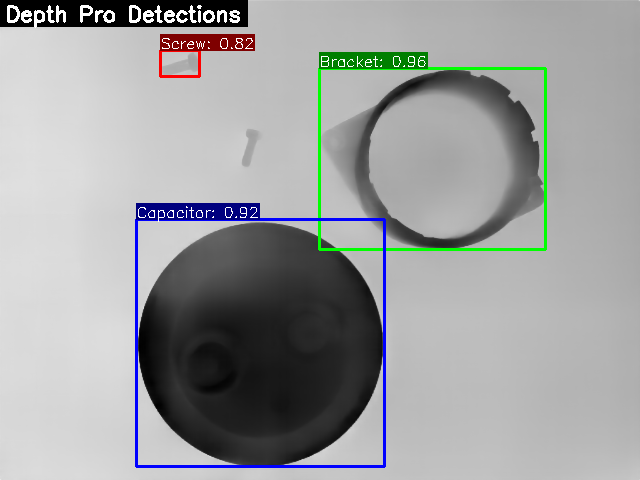 Depth Pro Detections
Screw: 0.82
Bracket: 0.96
Capacitor: 0.92